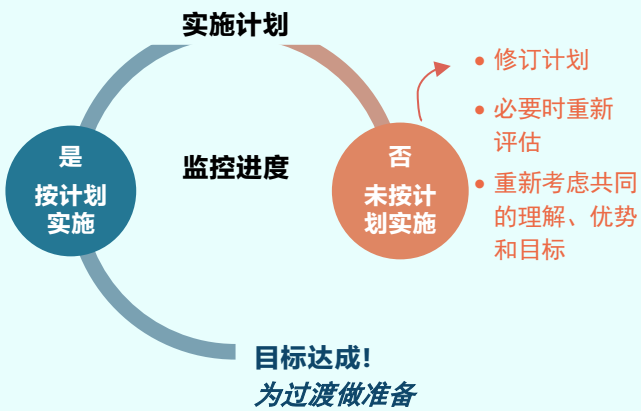 实施计划
监控进度
是
按计划
实施
否
未按计
划实施
• 修订计划
• 必要时重新
评估
• 重新考虑共同
的理解、优势
和目标
目标达成!
为过渡做准备